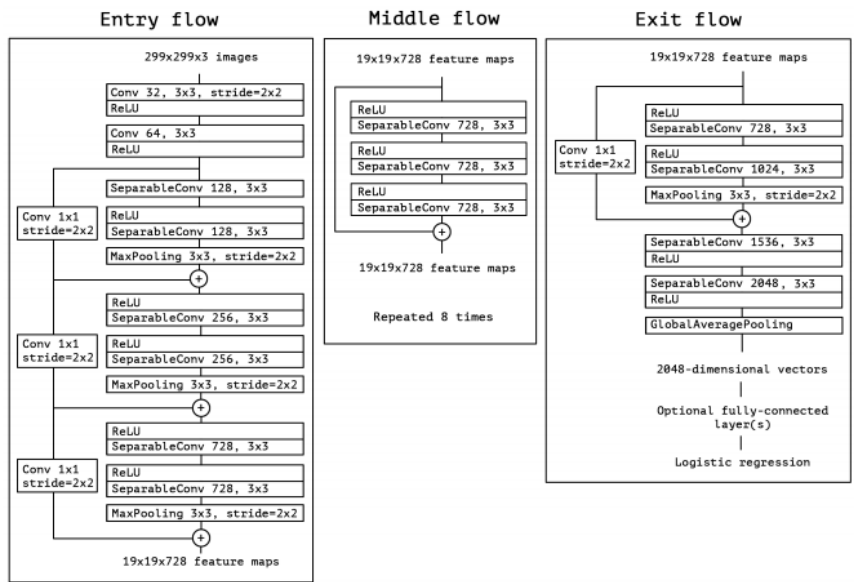 Entry flow
299x299x3 images
Conv 32, 3x3, stride=2x2
ReLU
Conv 64, 3x3
ReLU
Conv 1x1
stride=2x2
SeparableConv 128, 3x3
ReLU
SeparableConv 128, 3x3
MaxPooling 3x3, stride=2x2
+
Conv 1x1
stride=2x2
ReLU
SeparableConv 256, 3x3
ReLU
SeparableConv 256, 3x3
MaxPooling 3x3, stride=2x2
+
Conv 1x1
stride=2x2
ReLU
SeparableConv 728, 3x3
ReLU
SeparableConv 728, 3x3
MaxPooling 3x3, stride=2x2
+
19x19x728 feature maps
Middle flow
19x19x728 feature maps
ReLU
SeparableConv 728, 3x3
ReLU
SeparableConv 728, 3x3
ReLU
SeparableConv 728, 3x3
+
19x19x728 feature maps
Repeated 8 times
Exit flow
19x19x728 feature maps
Conv 1x1
stride=2x2
ReLU
SeparableConv 728, 3x3
ReLU
SeparableConv 1024, 3x3
MaxPooling 3x3, stride=2x2
+
SeparableConv 1536, 3x3
ReLU
SeparableConv 2048, 3x3
ReLU
GlobalAveragePooling
2048-dimensional vectors
Optional fully-connected
layer(s)
Logistic regression